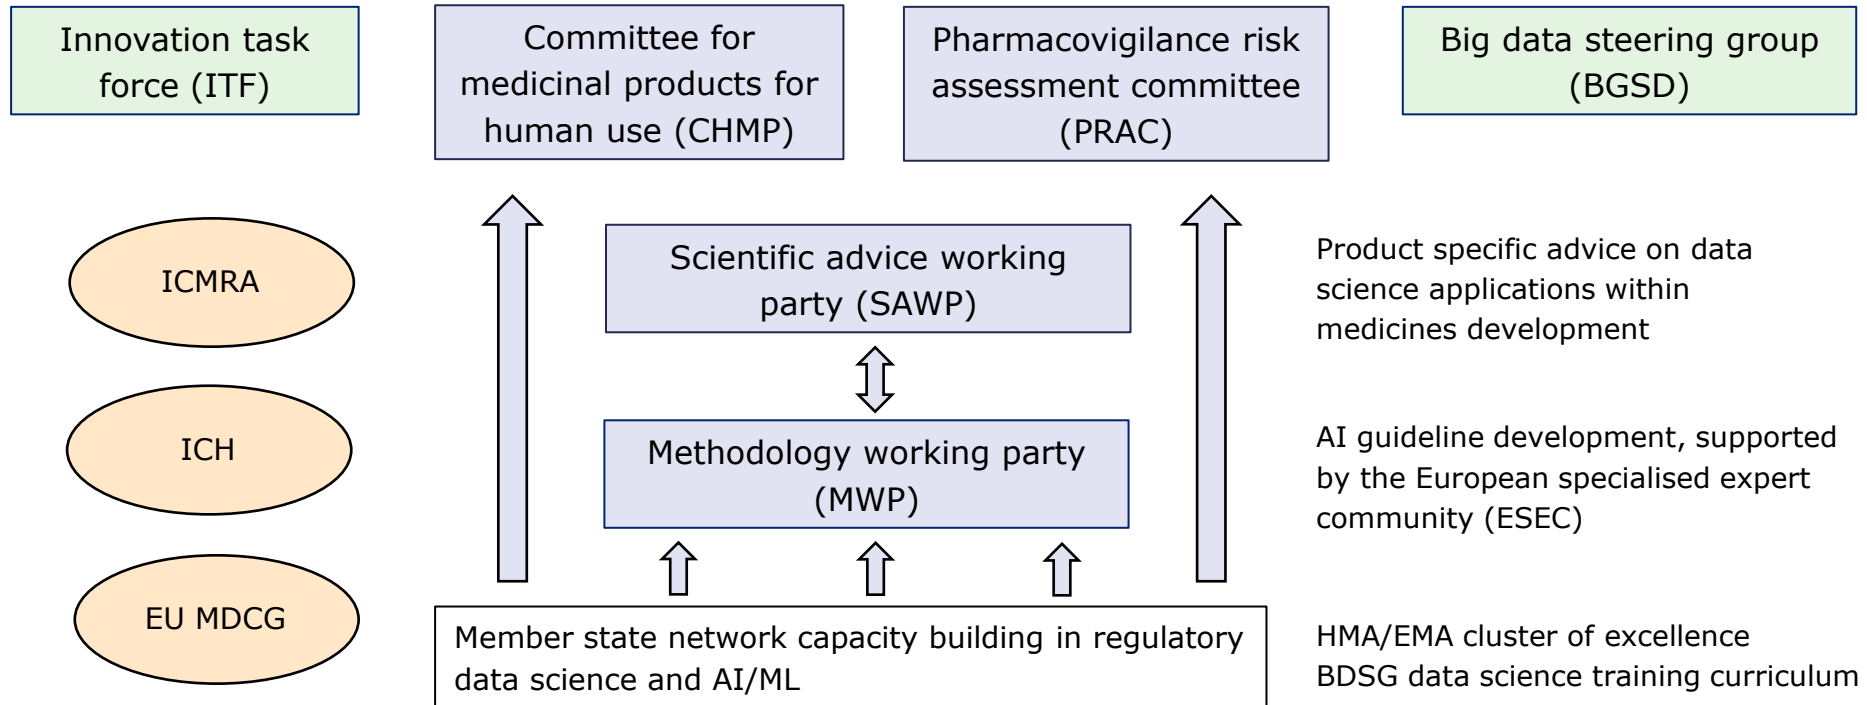 Innovation task
force (ITF)
Committee for
medicinal products for
human use (CHMP)
Pharmacovigilance risk
assessment committee
(PRAC)
Big data steering group
(BGSD)
ICMRA
Scientific advice working
party (SAWP)
Product specific advice on data
science applications within
medicines development
ICH
Methodology working party
(MWP)
AI guideline development, supported
by the European specialised expert
community (ESEC)
EU MDCG
Member state network capacity building in regulatory
data science and AI/ML
HMA/EMA cluster of excellence
BDSG data science training curriculum